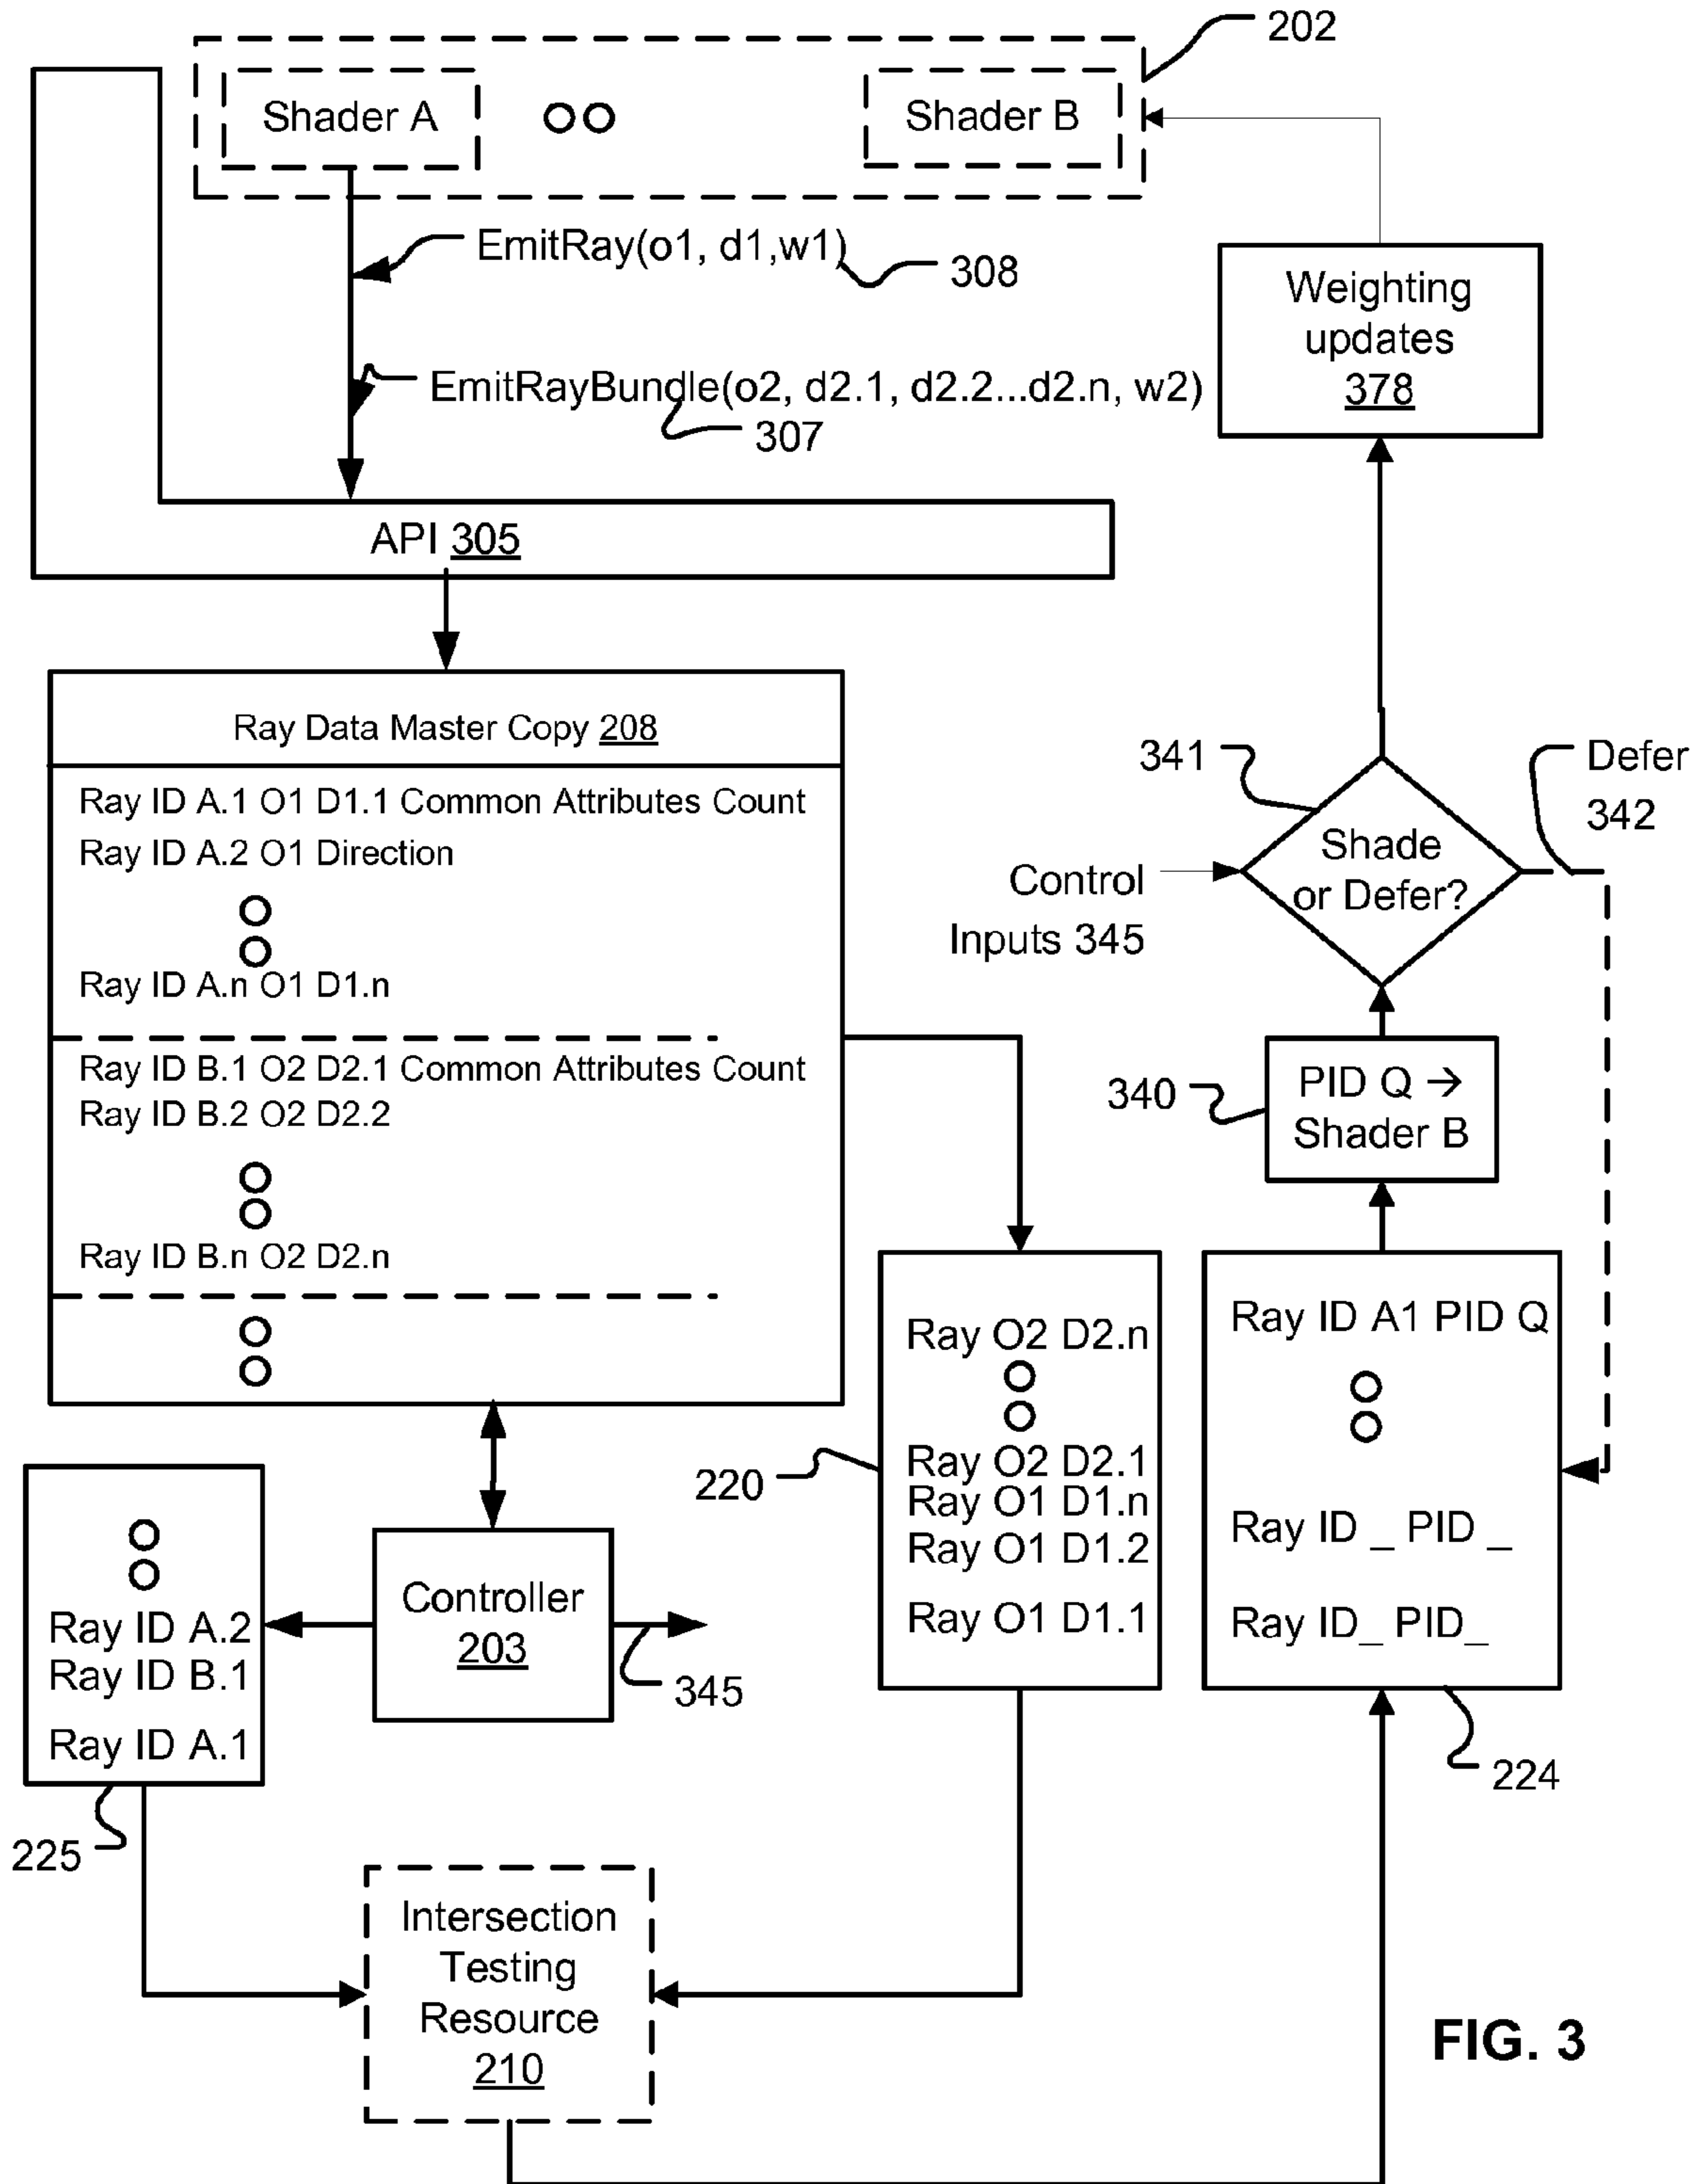 202
Shader A
Shader B
EmitRay(o1, d1,w1)
308
EmitRayBundle(o2, d2.1, d2.2...d2.n, w2)
307
API 305
Weighting
updates
378
Ray Data Master Copy 208
Ray ID A.1 O1 D1.1 Common Attributes Count
Ray ID A.2 O1 Direction
Ray ID A.n O1 D1.n
Ray ID B.1 O2 D2.1 Common Attributes Count
Ray ID B.2 O2 D2.2
Ray ID B.n O2 D2.n
341
Defer
342
Shade
or Defer?
Control
Inputs 345
340
PID Q →
Shader B
Ray O2 D2.n
Ray O2 D2.1
Ray O1 D1.n
Ray O1 D1.2
Ray O1 D1.1
220
Ray ID A1 PID Q
Ray ID _ PID _
Ray ID_ PID_
224
Ray ID A.2
Ray ID B.1
Ray ID A.1
225
Controller
203
345
Intersection
Testing
Resource
210
FIG. 3